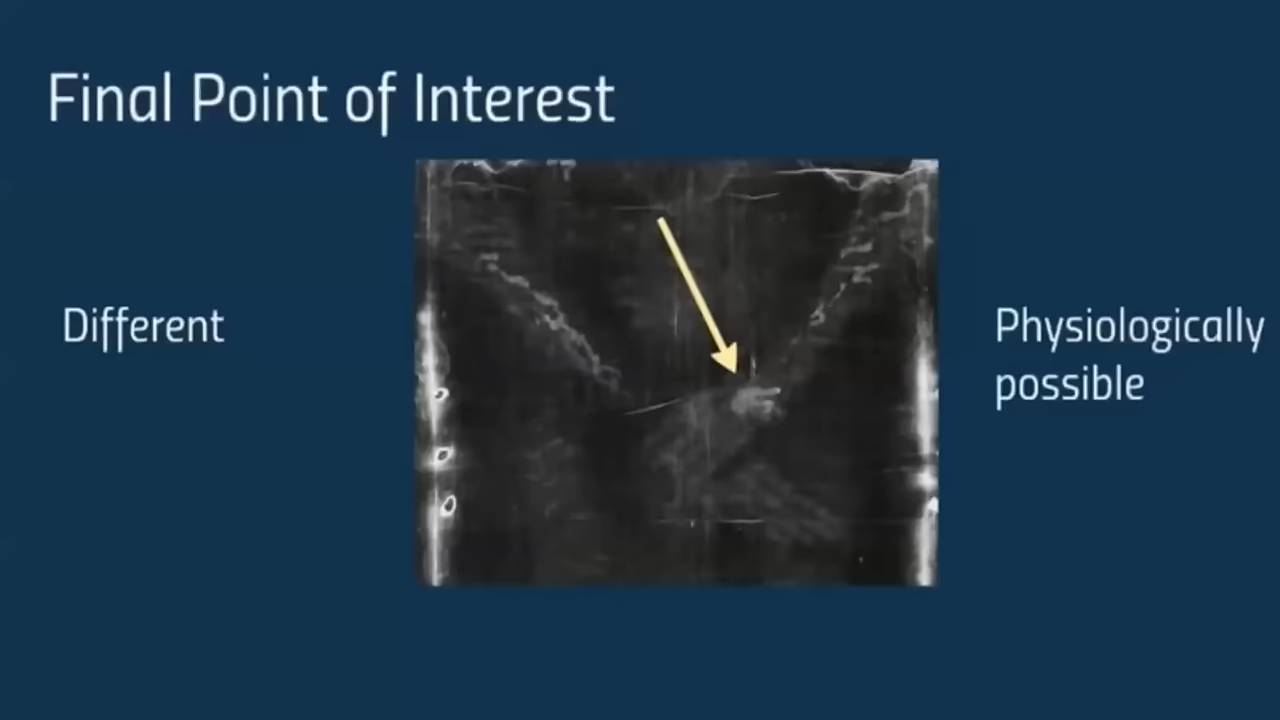 Final Point of Interest
Different
Physiologically
possible